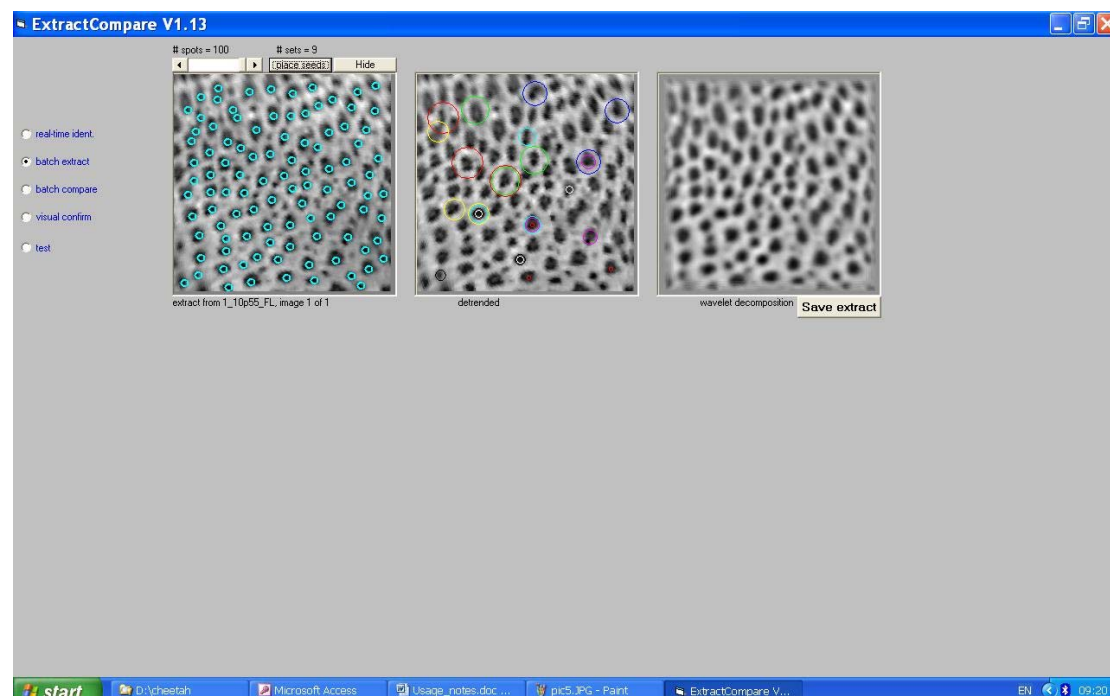 ExtractCompare V1.13
# spots = 100 # sets = 9
place seeds Hide
real-time ident.
batch extract
batch compare
visual confirm
test
extract from 1_10p55_FL, image 1 of 1
detrended
wavelet decomposition
Save extract
start D:\cheetah Microsoft Access Usage_notes.doc ... pic5.JPG - Paint ExtractCompare V... EN 09:20